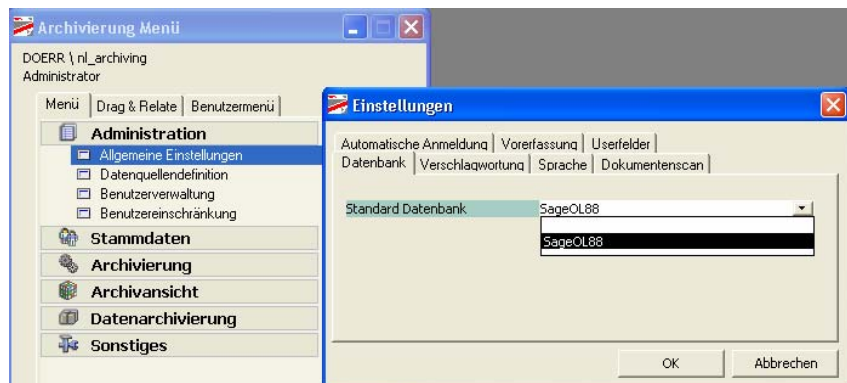 Archivierung Menü
DOERR \ nl_archiving
Administrator
Menü Drag & Relate Benutzermenü
Administration
Allgemeine Einstellungen
Datenquellendefinition
Benutzerverwaltung
Benutzereinschränkung
Stammdaten
Archivierung
Archivansicht
Datenarchivierung
Sonstiges
Einstellungen
Automatische Anmeldung Vorerfassung Userfelder
Datenbank Verschlagwortung Sprache Dokumentenscan
Standard Datenbank SageOL88
SageOL88
OK Abbrechen